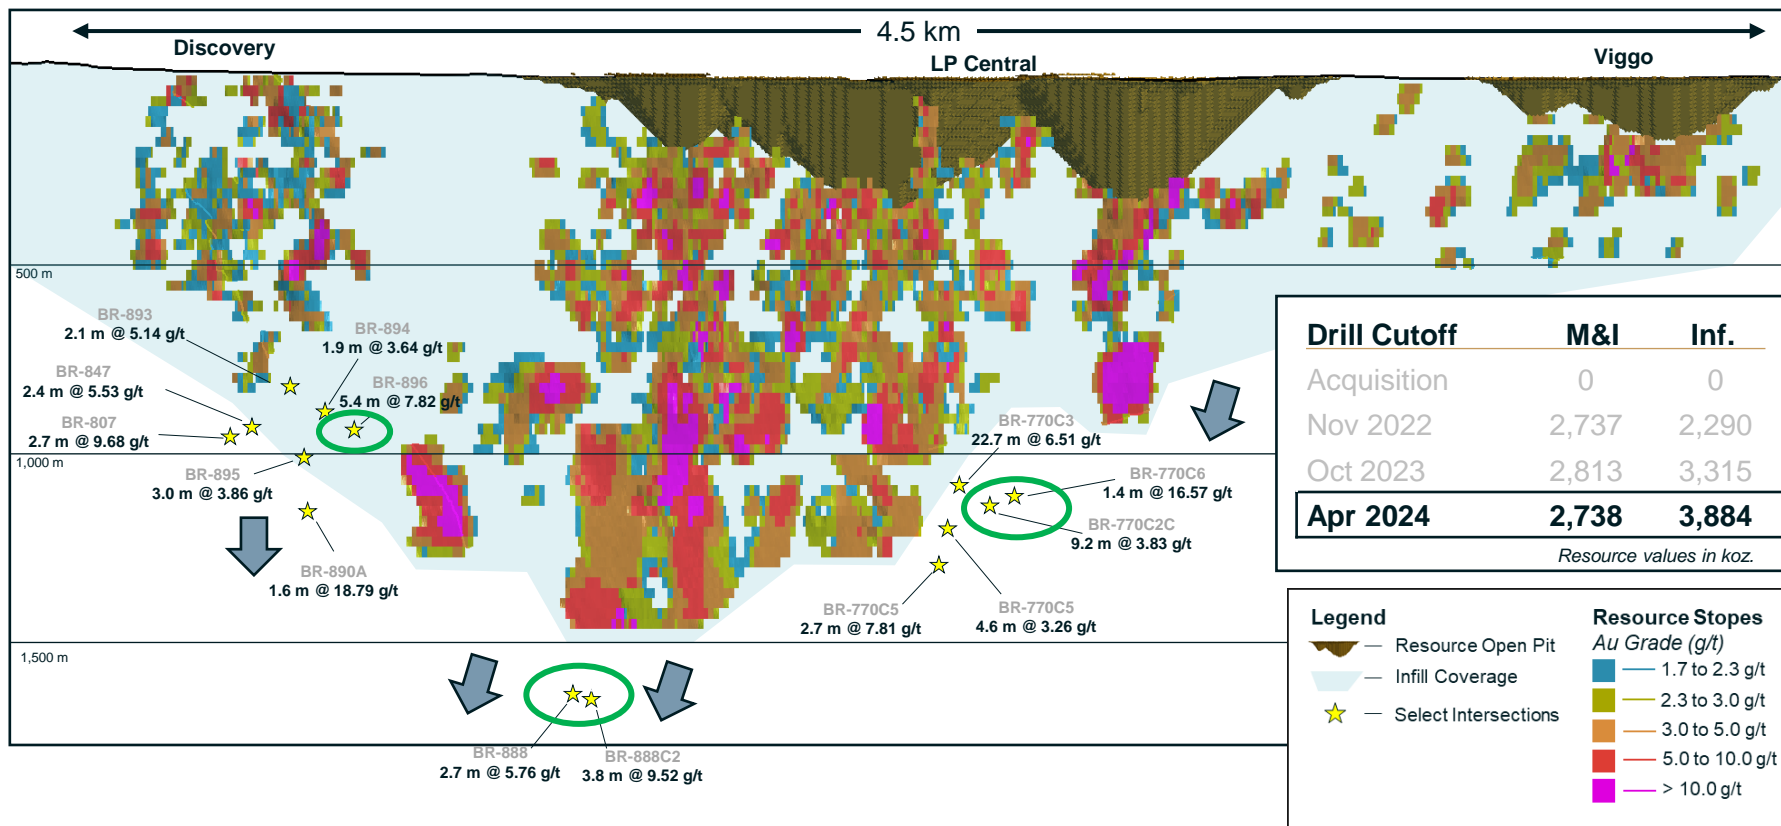 4.5 km
Discovery
LP Central
Viggo
500 m
BR-893
2.1 m @ 5.14 g/t
BR-894
1.9 m @ 3.64 g/t
BR-847
2.4 m @ 5.53 g/t
BR-896
5.4 m @ 7.82 g/t
BR-807
2.7 m @ 9.68 g/t
1,000 m
BR-895
3.0 m @ 3.86 g/t
BR-890A
1.6 m @ 18.79 g/t
BR-770C3
22.7 m @ 6.51 g/t
BR-770C6
1.4 m @ 16.57 g/t
BR-770C2C
9.2 m @ 3.83 g/t
BR-770C5
2.7 m @ 7.81 g/t
BR-770C5
4.6 m @ 3.26 g/t
1,500 m
BR-888
2.7 m @ 5.76 g/t
BR-888C2
3.8 m @ 9.52 g/t
Drill Cutoff M&I Inf.
Acquisition 0 0
Nov 2022 2,737 2,290
Oct 2023 2,813 3,315
Apr 2024 2,738 3,884
Resource values in koz.
Legend
Resource Open Pit
Infill Coverage
Select Intersections
Resource Stopes
Au Grade (g/t)
1.7 to 2.3 g/t
2.3 to 3.0 g/t
3.0 to 5.0 g/t
5.0 to 10.0 g/t
> 10.0 g/t